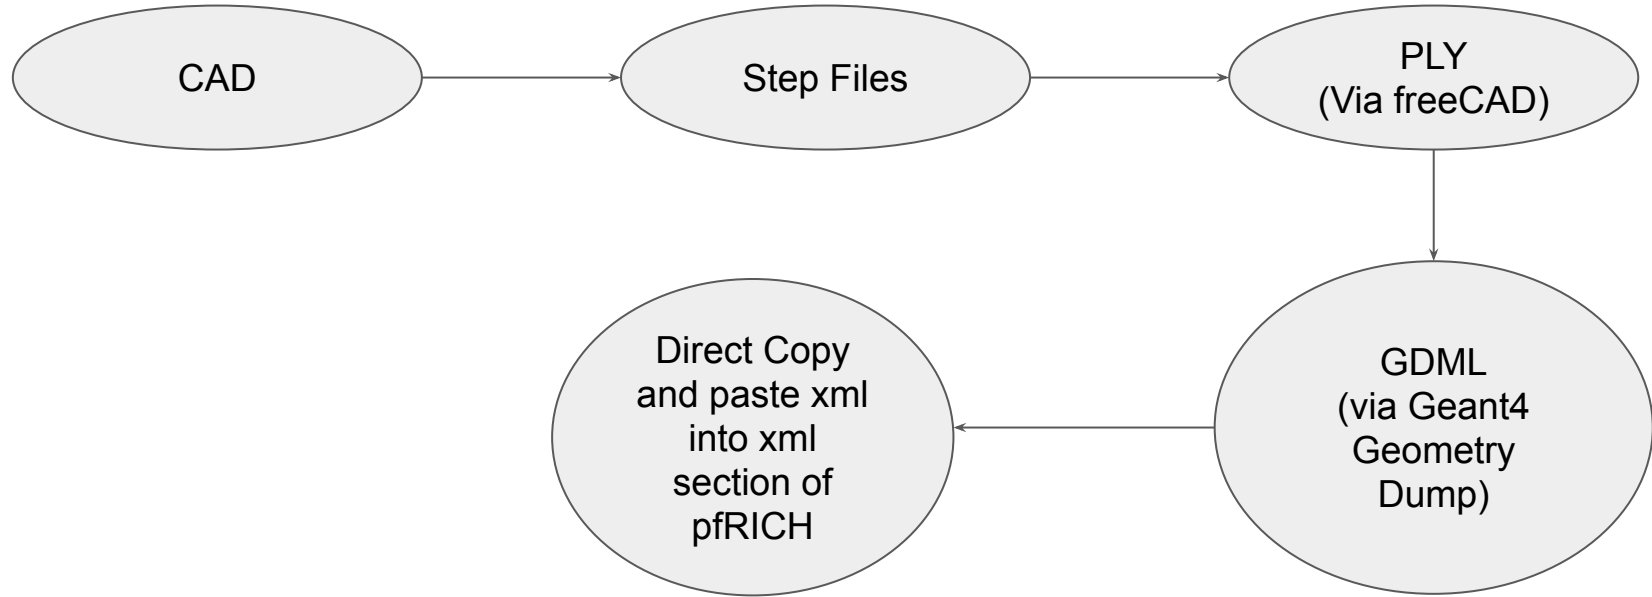 CAD
Step Files
PLY
(Via freeCAD)
GDML
(via Geant4
Geometry
Dump)
Direct Copy
and paste xml
into xml
section of
pfRICH